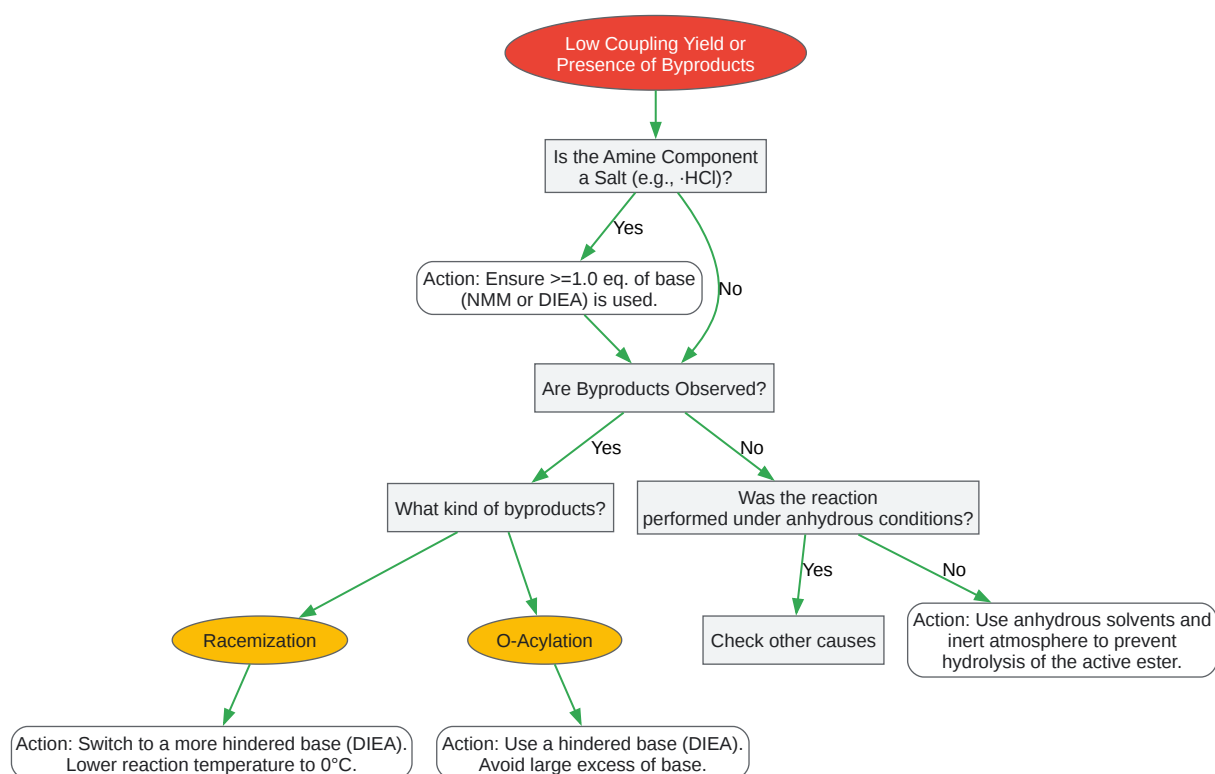 Low Coupling Yield or
Presence of Byproducts
Is the Amine Component
a Salt (e.g., ·HCl)?
Yes
Action: Ensure >=1.0 eq. of base
(NMM or DIEA) is used.
No
Are Byproducts Observed?
Yes
No
What kind of byproducts?
Was the reaction
performed under anhydrous conditions?
Yes
No
Racemization
O-Acylation
Check other causes
Action: Use anhydrous solvents and
inert atmosphere to prevent
hydrolysis of the active ester.
Action: Switch to a more hindered base (DIEA).
Lower reaction temperature to 0°C.
Action: Use a hindered base (DIEA).
Avoid large excess of base.